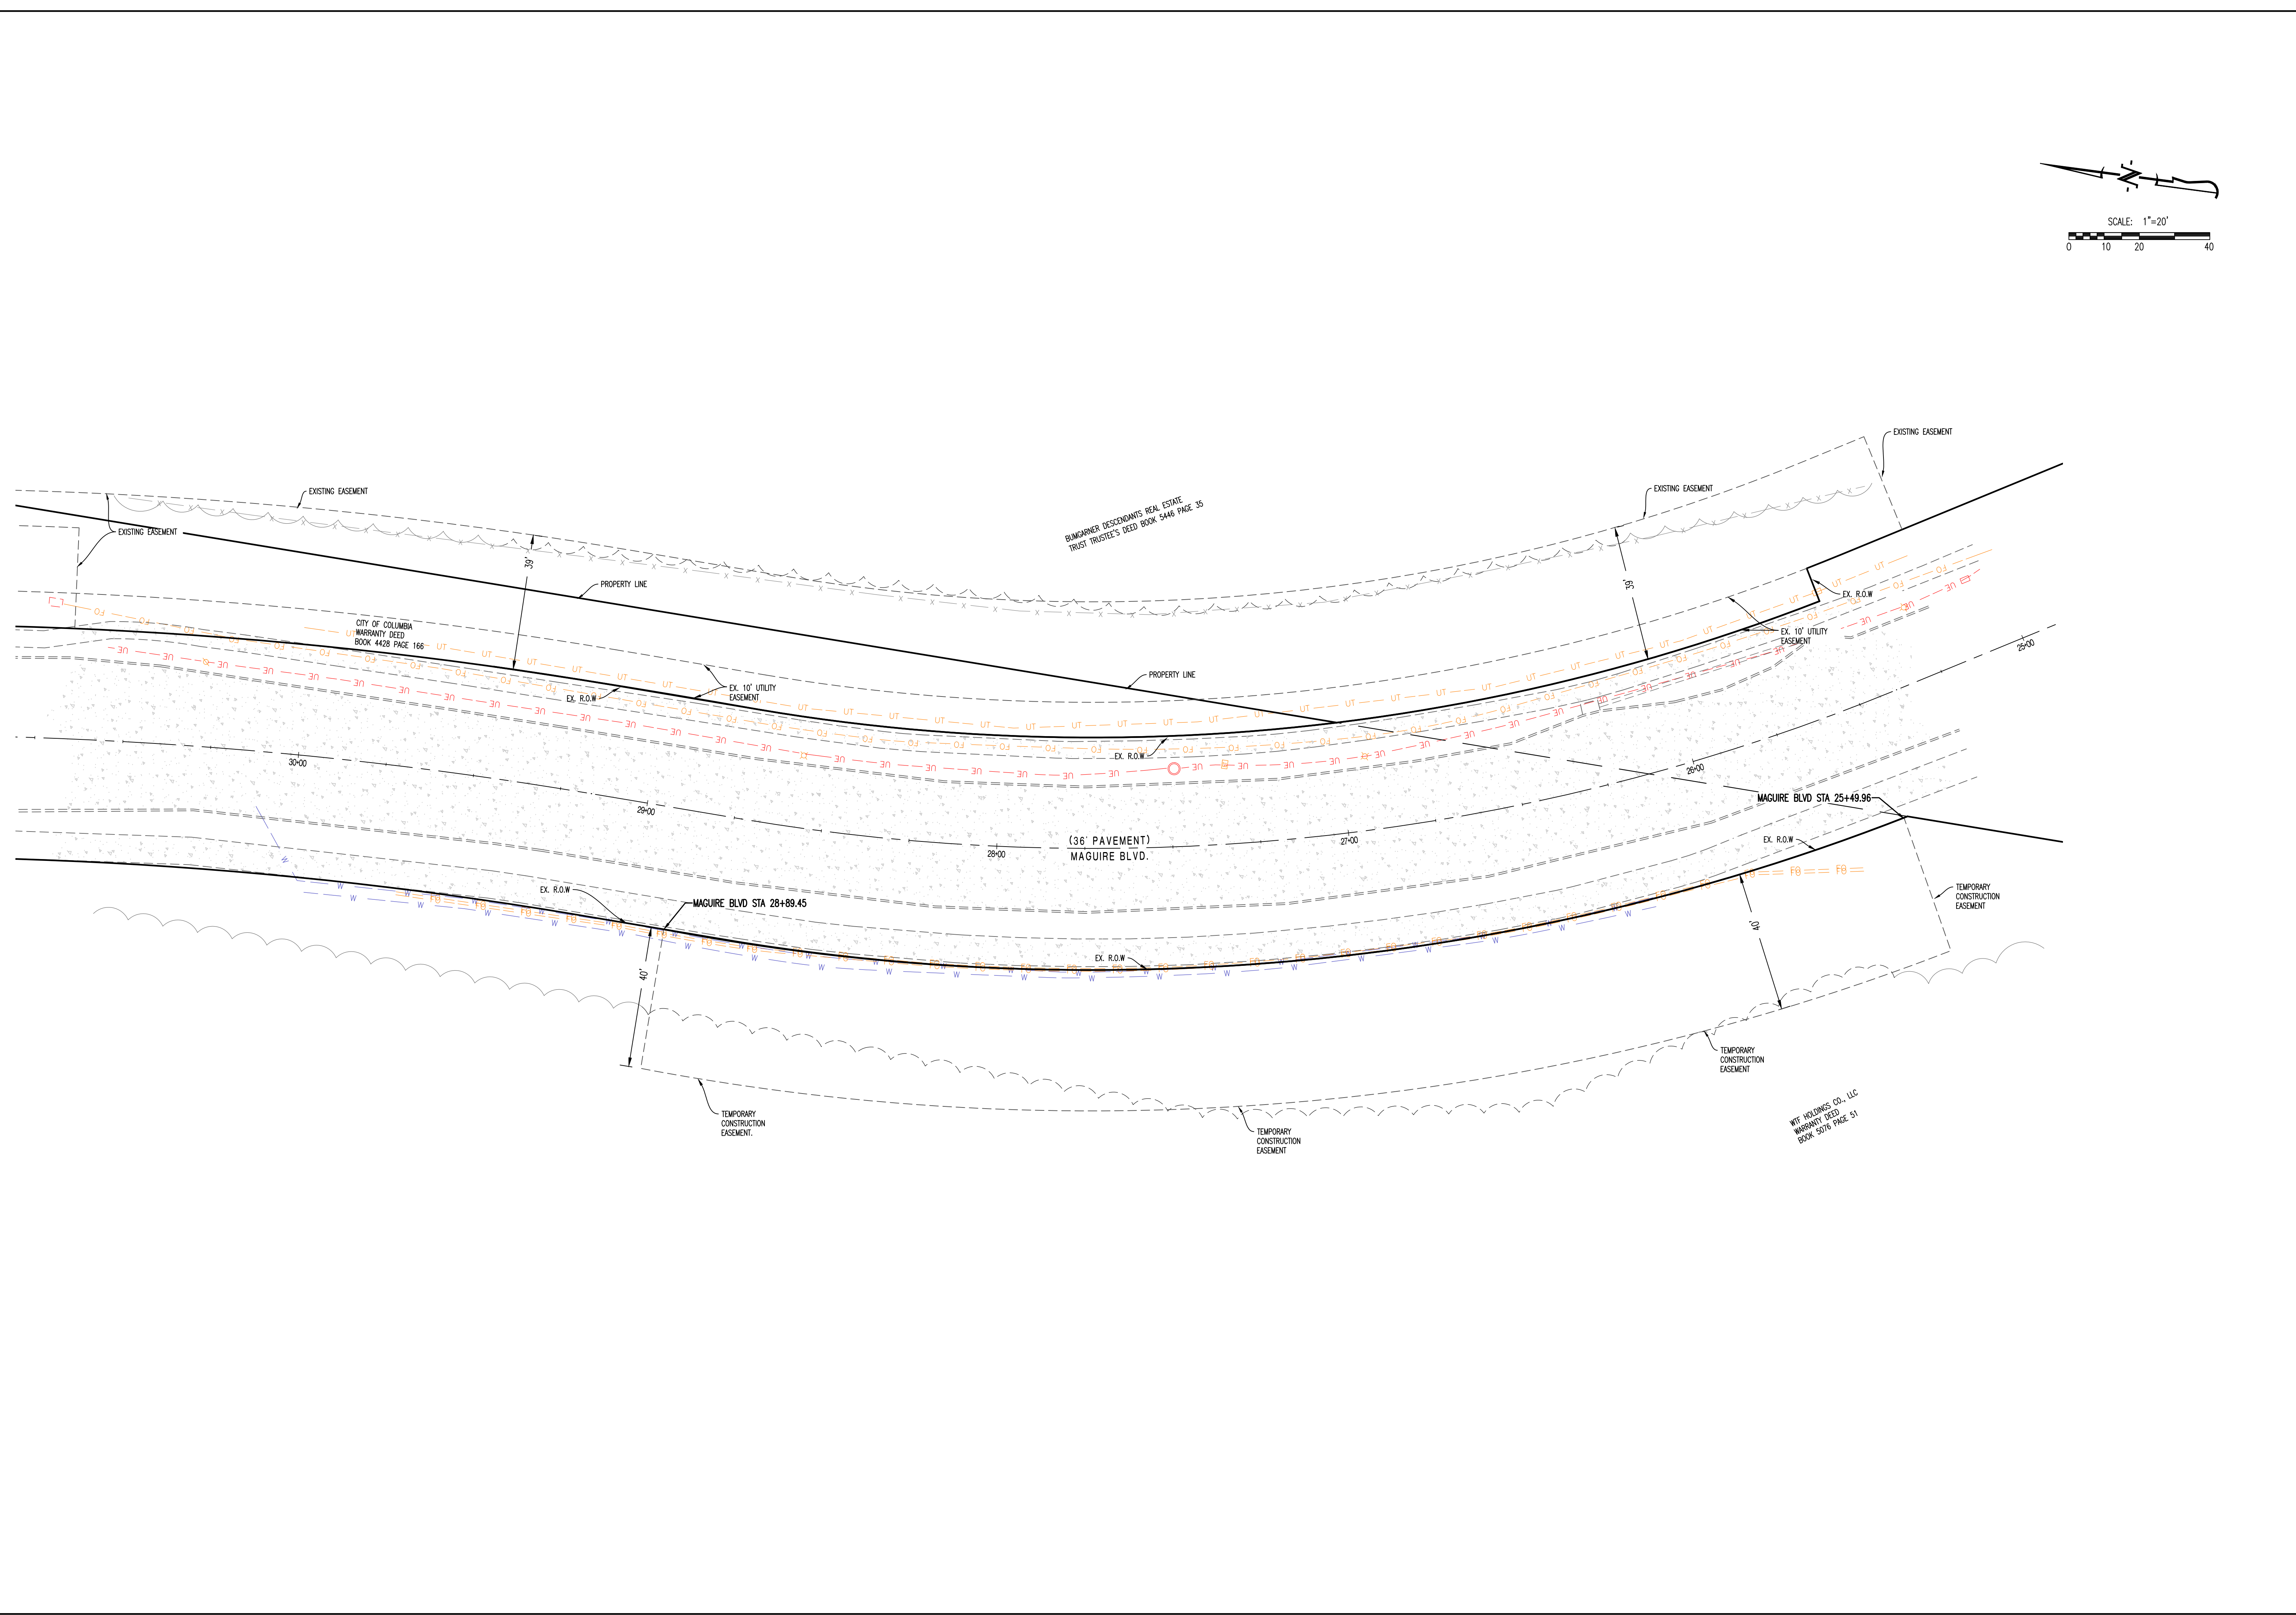 SCALE: 1"=20'
0 10 20 40
EXISTING EASEMENT
EXISTING EASEMENT
EXISTING EASEMENT
EXISTING EASEMENT
BUMGARNER DESCENDANTS REAL ESTATE
TRUST TRUSTEE'S DEED BOOK 5446 PAGE 35
39'
39'
PROPERTY LINE
PROPERTY LINE
CITY OF COLUMBIA
WARRANTY DEED
BOOK 4428 PAGE 166
EX. R.O.W
EX. 10' UTILITY
EASEMENT
EX. R.O.W
EX. 10' UTILITY
EASEMENT
EX. R.O.W
25+00
30+00
29+00
28+00
27+00
26+00
(36' PAVEMENT)
MAGUIRE BLVD.
MAGUIRE BLVD STA 25+49.96
EX. R.O.W
EX. R.O.W
MAGUIRE BLVD STA 28+89.45
EX. R.O.W
40'
40'
TEMPORARY
CONSTRUCTION
EASEMENT
TEMPORARY
CONSTRUCTION
EASEMENT
TEMPORARY
CONSTRUCTION
EASEMENT.
TEMPORARY
CONSTRUCTION
EASEMENT
WTF HOLDINGS CO., LLC
WARRANTY DEED
BOOK 5076 PAGE 51